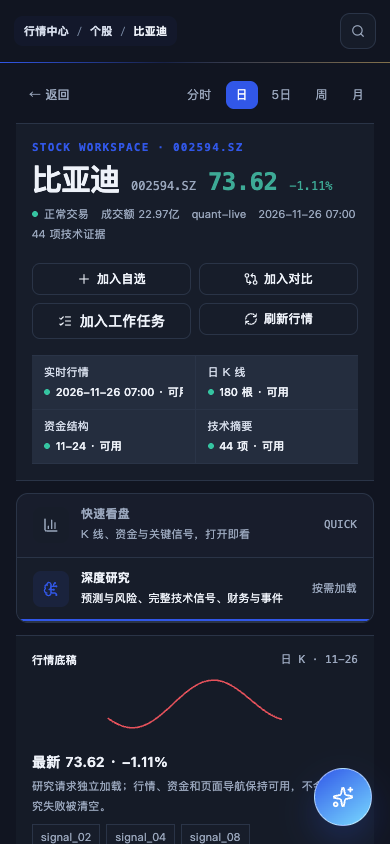 行情中心 / 个股 / 比亚迪
← 返回
分时 日 5日 周 月
STOCK WORKSPACE · 002594.SZ
比亚迪 002594.SZ 73.62 −1.11%
正常交易 成交额 22.97亿 quant-live 2026-11-26 07:00
44 项技术证据
加入自选
加入对比
加入工作任务
刷新行情
实时行情
2026-11-26 07:00 · 可
日 K 线
180 根 · 可用
资金结构
11-24 · 可用
技术摘要
44 项 · 可用
快速看盘
K 线、资金与关键信号，打开即看
QUICK
深度研究
预测与风险、完整技术信号、财务与事件
按需加载
行情底稿
日 K · 11-26
最新 73.62 · −1.11%
研究请求独立加载；行情、资金和页面导航保持可用，不
究失败被清空。
signal_02 signal_04 signal_08